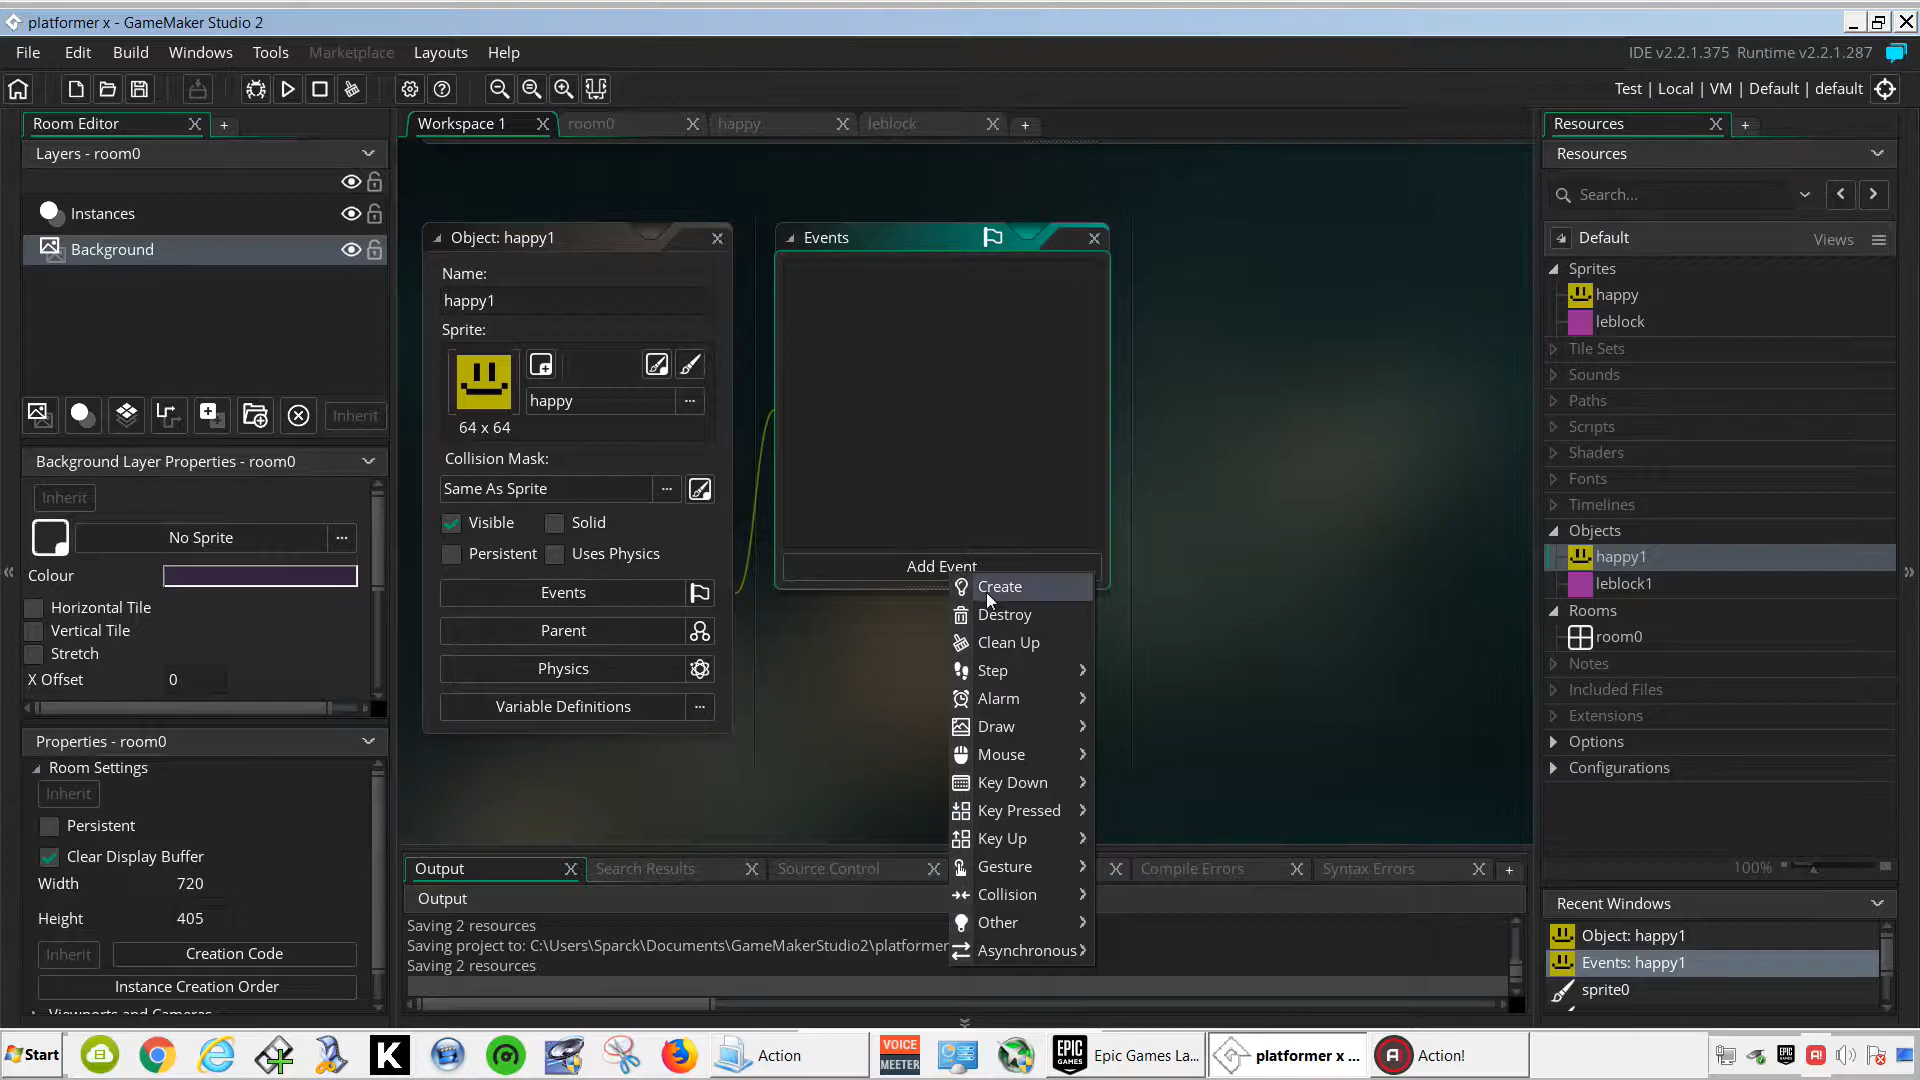 platformer x - GameMaker Studio 2
File Edit Build Windows Tools Marketplace Layouts Help
IDE v2.2.1.375 Runtime v2.2.1.287
Test | Local | VM | Default | default
Room Editor
Layers - room0
Instances
Background
Inherit
Background Layer Properties - room0
Inherit
No Sprite
Colour
Horizontal Tile
Vertical Tile
Stretch
X Offset 0
Properties - room0
Room Settings
Inherit
Persistent
Clear Display Buffer
Width 720
Height 405
Inherit Creation Code
Instance Creation Order
Viewports and Cameras
Workspace 1 room0 happy leblock
Object: happy1
Name:
happy1
Sprite:
happy
64 x 64
Collision Mask:
Same As Sprite
Visible Solid
Persistent Uses Physics
Events
Parent
Physics
Variable Definitions
Events
Add Event
Create
Destroy
Clean Up
Step
Alarm
Draw
Mouse
Key Down
Key Pressed
Key Up
Gesture
Collision
Other
Asynchronous
Output Search Results Source Control Compile Errors Syntax Errors
Output
Saving 2 resources
Saving project to: C:\Users\Sparck\Documents\GameMakerStudio2\platformer
Saving 2 resources
Resources
Resources
Search...
Default Views
Sprites
happy
leblock
Tile Sets
Sounds
Paths
Scripts
Shaders
Fonts
Timelines
Objects
happy1
leblock1
Rooms
room0
Notes
Included Files
Extensions
Options
Configurations
100%
Recent Windows
Object: happy1
Events: happy1
sprite0
Start
K
Action
VOICE
MEETER
EPIC
GAMES
Epic Games La...
platformer x ...
Action!